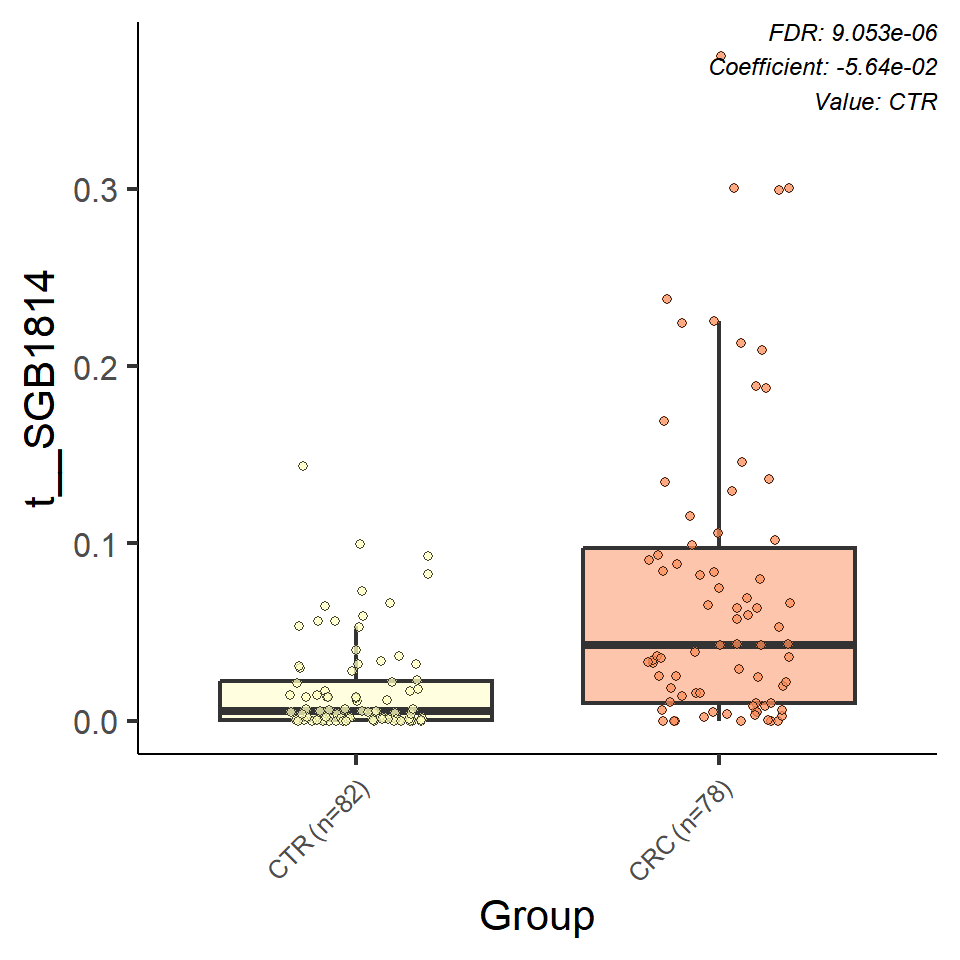 FDR: 9.053e-06
Coefficient: -5.64e-02
Value: CTR
0.3
0.2
0.1
0.0
t__SGB1814
CTR (n=82)
CRC (n=78)
Group